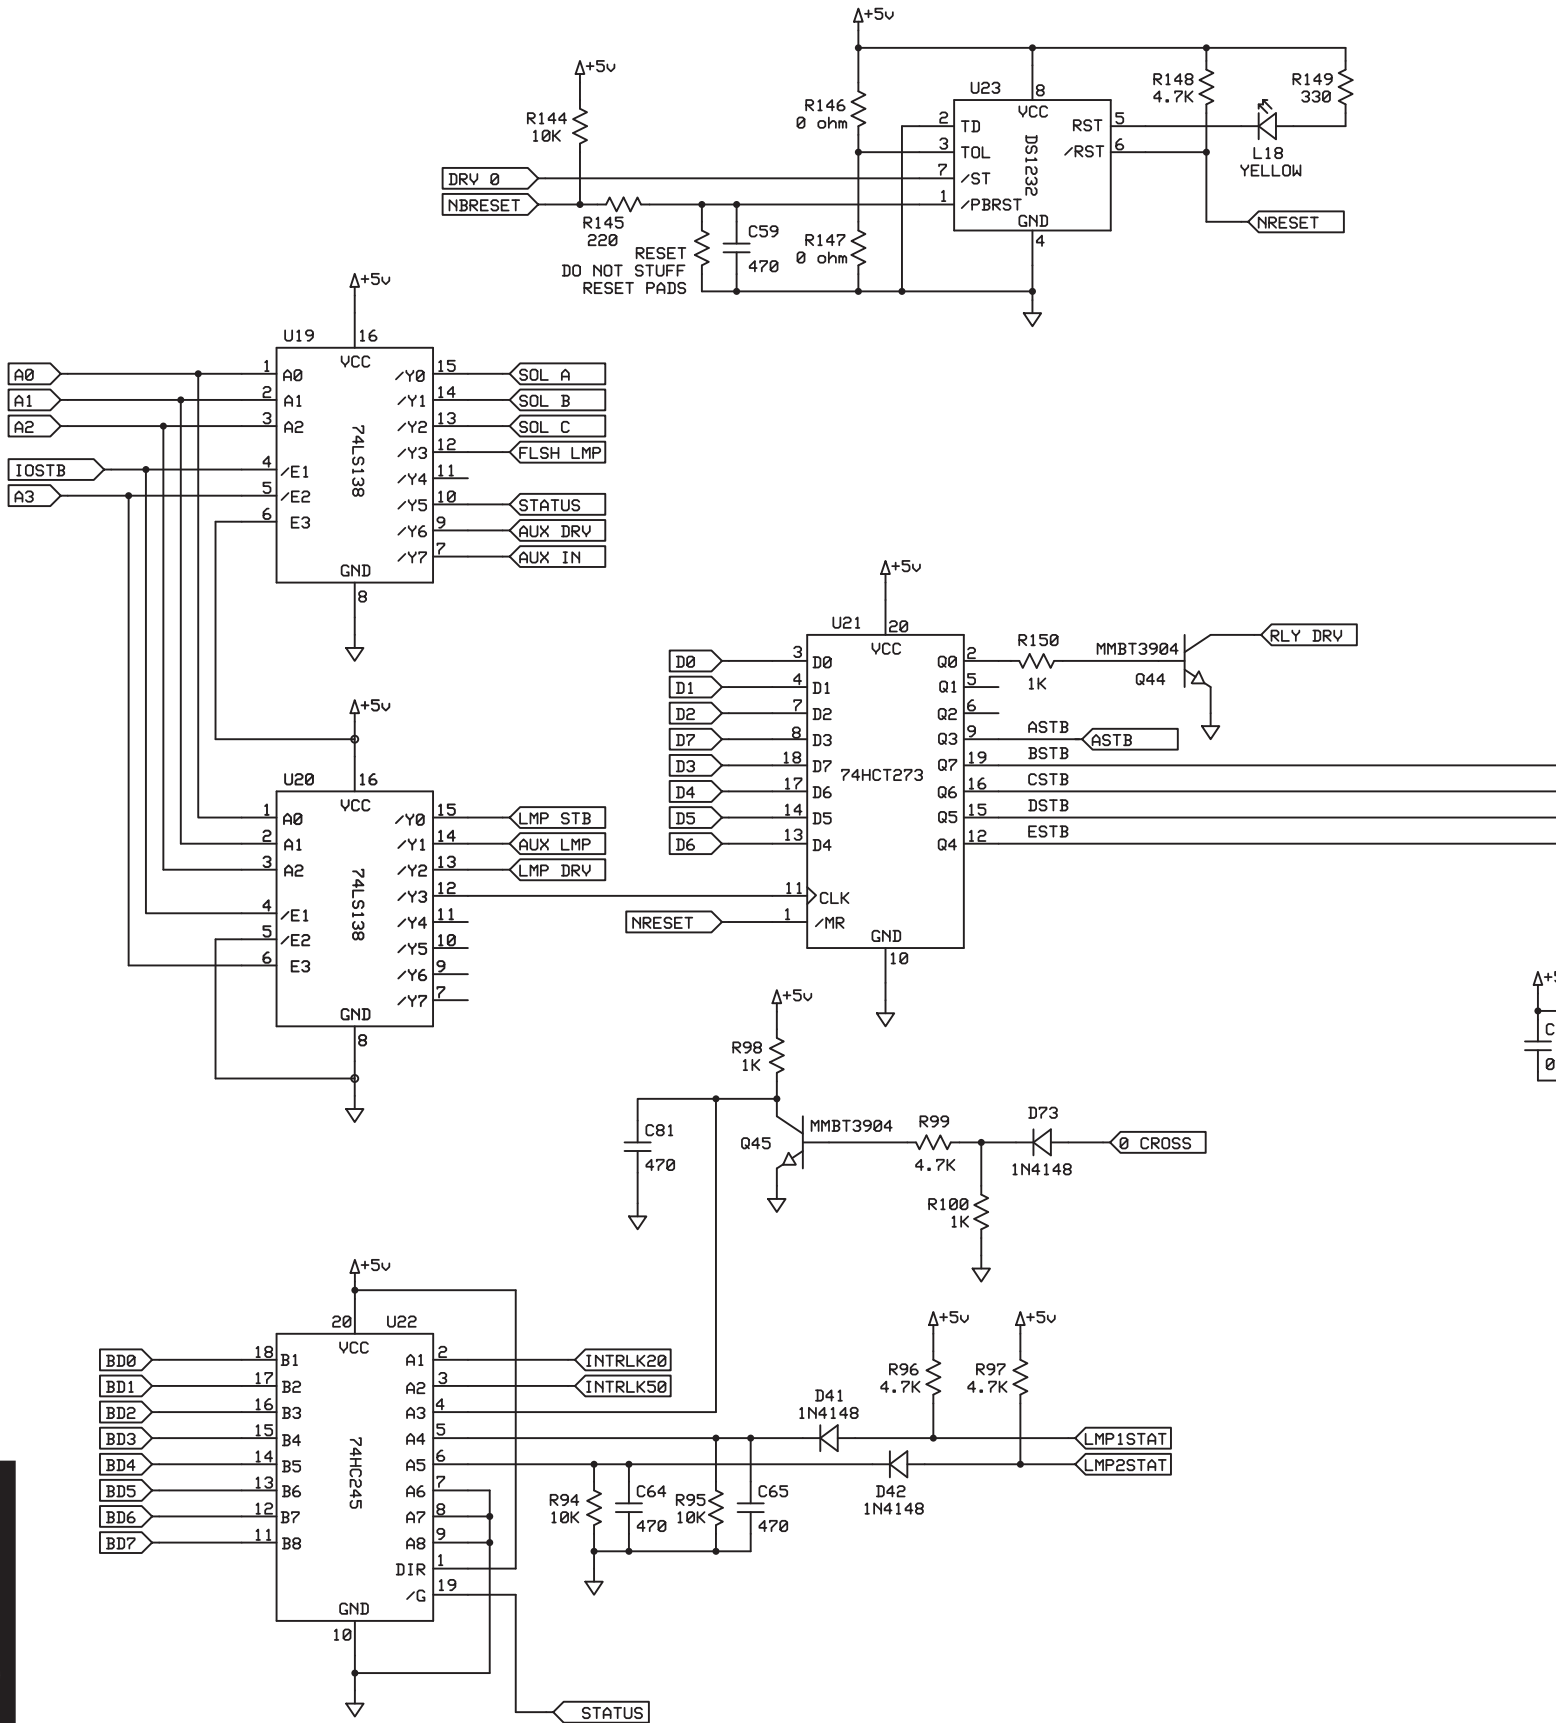 +5v
+5v
R144
10K
R146
0 ohm
U23
8
VCC
2 TD
3 TOL
7 /ST
1 /PBRST
DS1232
RST 5
/RST 6
GND
4
R148
4.7K
R149
330
L18
YELLOW
DRV 0
NBRESET
R145
220
RESET
DO NOT STUFF
RESET PADS
C59
470
R147
0 ohm
NRESET
+5v
U19
16
VCC
A0
A1
A2
IOSTB
A3
1 A0
2 A1
3 A2
4 /E1
5 /E2
6 E3
74LS138
/Y0 15 SOL A
/Y1 14 SOL B
/Y2 13 SOL C
/Y3 12 FLSH LMP
/Y4 11
/Y5 10 STATUS
/Y6 9 AUX DRV
/Y7 7 AUX IN
GND
8
+5v
U20
16
VCC
1 A0
2 A1
3 A2
4 /E1
5 /E2
6 E3
74LS138
/Y0 15 LMP STB
/Y1 14 AUX LMP
/Y2 13 LMP DRV
/Y3 12
/Y4 11
/Y5 10
/Y6 9
/Y7 7
GND
8
+5v
U21
20
VCC
D0 3 D0
D1 4 D1
D2 7 D2
D7 8 D3
D3 18 D7
D4 17 D6
D5 14 D5
D6 13 D4
74HCT273
11 CLK
NRESET 1 /MR
Q0 2
Q1 5
Q2 6
Q3 9 ASTB ASTB
Q7 19 BSTB
Q6 16 CSTB
Q5 15 DSTB
Q4 12 ESTB
GND
10
R150
1K
MMBT3904
Q44
RLY DRV
+5v
R98
1K
C81
470
Q45
MMBT3904
R99
4.7K
D73
1N4148
0 CROSS
R100
1K
+5v
20
U22
VCC
BD0 18 B1
BD1 17 B2
BD2 16 B3
BD3 15 B4
BD4 14 B5
BD5 13 B6
BD6 12 B7
BD7 11 B8
74HC245
A1 2 INTRLK20
A2 3 INTRLK50
A3 4
A4 5
A5 6
A6 7
A7 8
A8 9
DIR 1
/G 19
GND
10
STATUS
+5v
+5v
R96
4.7K
R97
4.7K
D41
1N4148
LMP1STAT
LMP2STAT
D42
1N4148
R94
10K
C64
470
R95
10K
C65
470